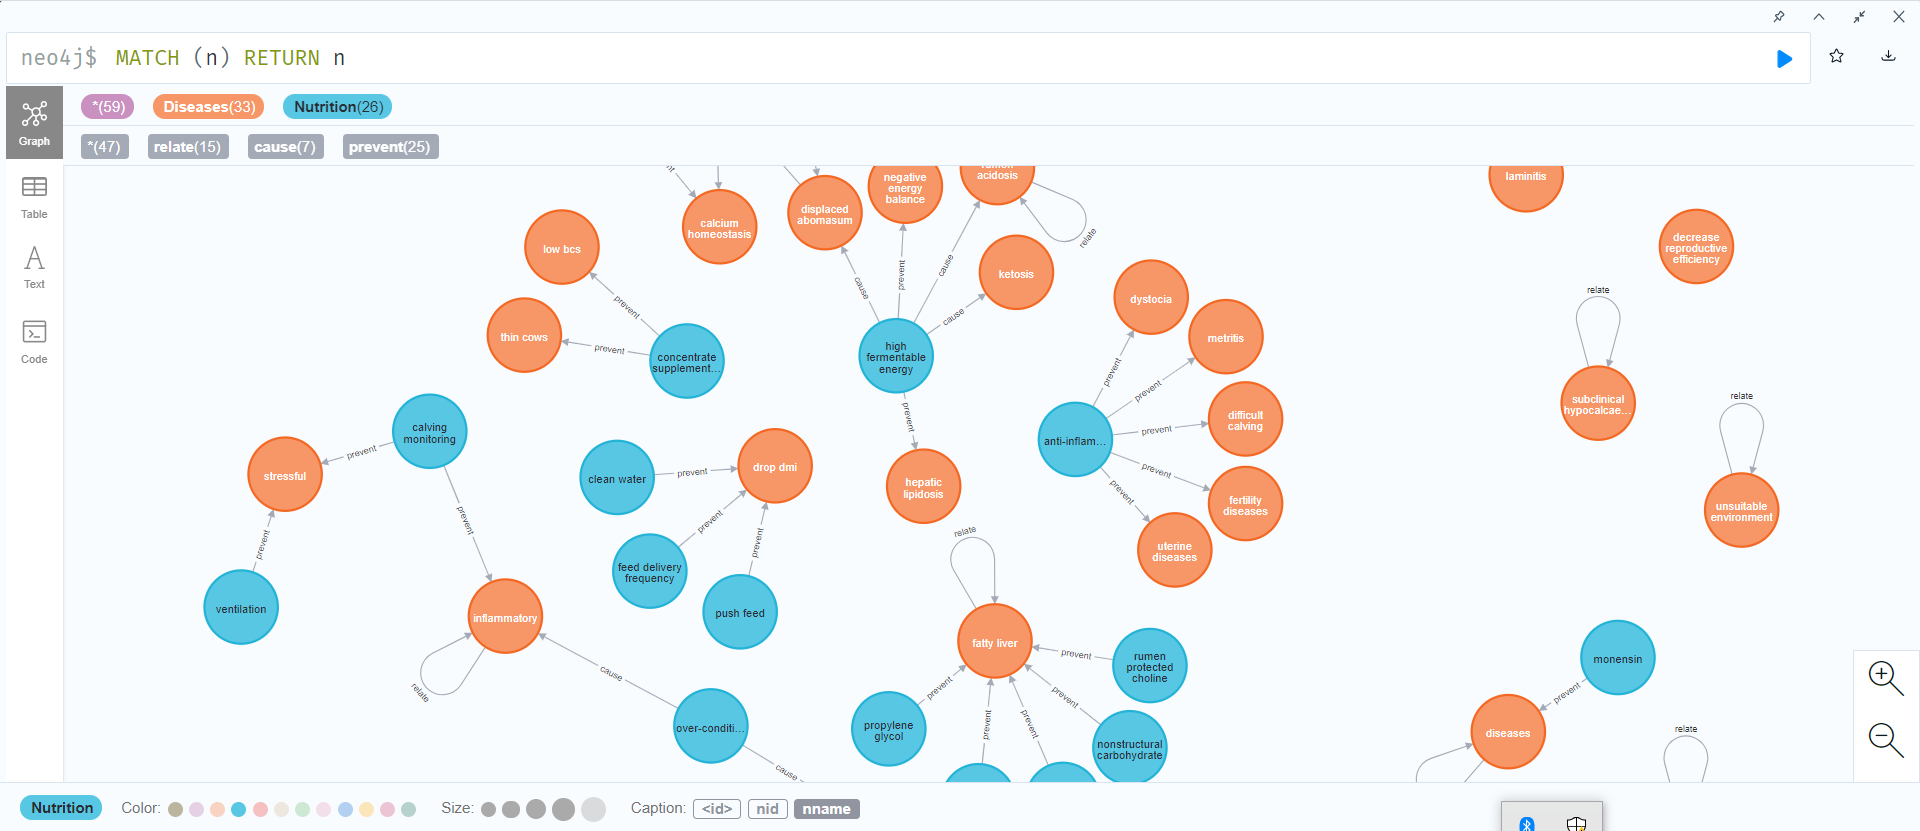 neo4j$ MATCH (n) RETURN n
*(59) Diseases(33) Nutrition(26)
*(47) relate(15) cause(7) prevent(25)
Graph
Table
Text
Code
calcium
homeostasis
displaced
abomasum
negative
energy
balance
acidosis
relate
laminitis
decrease
reproductive
efficiency
low bcs
prevent
thin cows
prevent
concentrate
supplement...
cause
prevent
cause
cause
ketosis
high
fermentable
energy
prevent
hepatic
lipidosis
dystocia
metritis
difficult
calving
fertility
diseases
uterine
diseases
prevent
prevent
prevent
prevent
prevent
anti-inflam...
relate
subclinical
hypocalcae...
relate
unsuitable
environment
calving
monitoring
prevent
stressful
prevent
ventilation
prevent
inflammatory
relate
cause
over-conditi...
cause
clean water
prevent
drop dmi
prevent
feed delivery
frequency
prevent
push feed
relate
fatty liver
prevent
rumen
protected
choline
prevent
propylene
glycol
prevent
prevent
prevent
nonstructural
carbohydrate
monensin
prevent
diseases
relate
Nutrition Color: Size: Caption: <id> nid nname